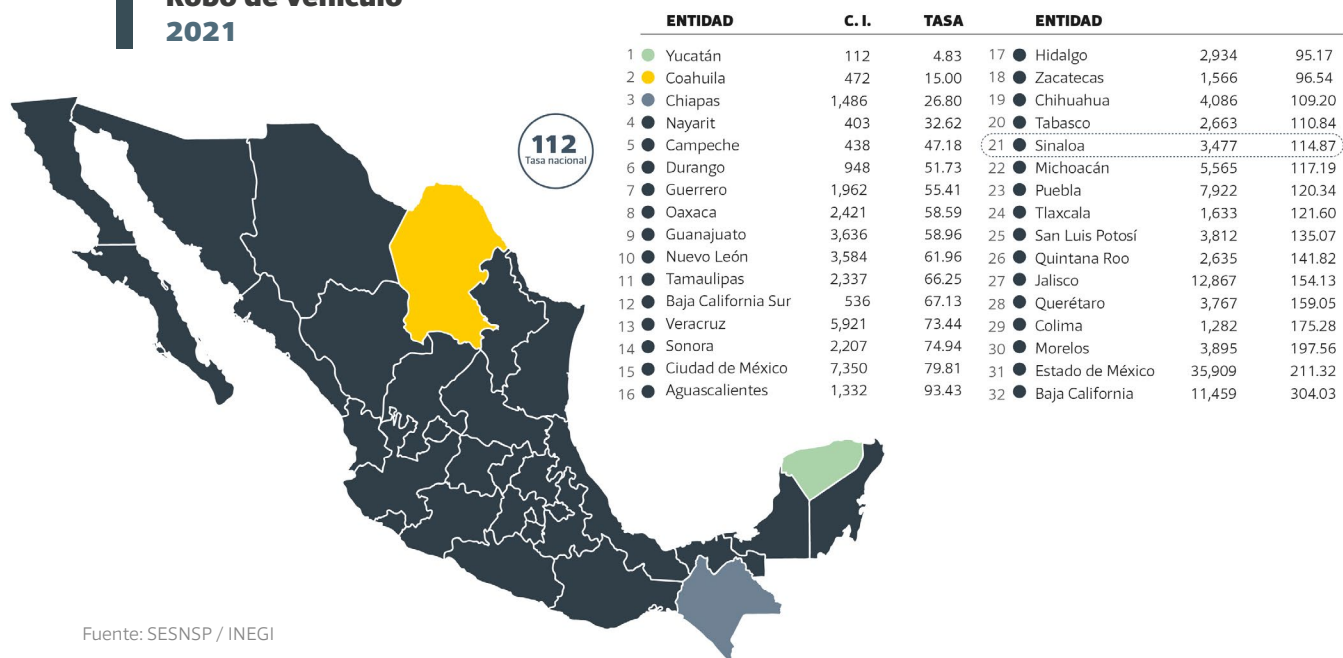 Robo de vehículo
2021
ENTIDAD C. I. TASA
1 Yucatán 112 4.83
2 Coahuila 472 15.00
3 Chiapas 1,486 26.80
4 Nayarit 403 32.62
5 Campeche 438 47.18
6 Durango 948 51.73
7 Guerrero 1,962 55.41
8 Oaxaca 2,421 58.59
9 Guanajuato 3,636 58.96
10 Nuevo León 3,584 61.96
11 Tamaulipas 2,337 66.25
12 Baja California Sur 536 67.13
13 Veracruz 5,921 73.44
14 Sonora 2,207 74.94
15 Ciudad de México 7,350 79.81
16 Aguascalientes 1,332 93.43
ENTIDAD
17 Hidalgo 2,934 95.17
18 Zacatecas 1,566 96.54
19 Chihuahua 4,086 109.20
20 Tabasco 2,663 110.84
21 Sinaloa 3,477 114.87
22 Michoacán 5,565 117.19
23 Puebla 7,922 120.34
24 Tlaxcala 1,633 121.60
25 San Luis Potosí 3,812 135.07
26 Quintana Roo 2,635 141.82
27 Jalisco 12,867 154.13
28 Querétaro 3,767 159.05
29 Colima 1,282 175.28
30 Morelos 3,895 197.56
31 Estado de México 35,909 211.32
32 Baja California 11,459 304.03
112
Tasa nacional
Fuente: SESNSP / INEGI